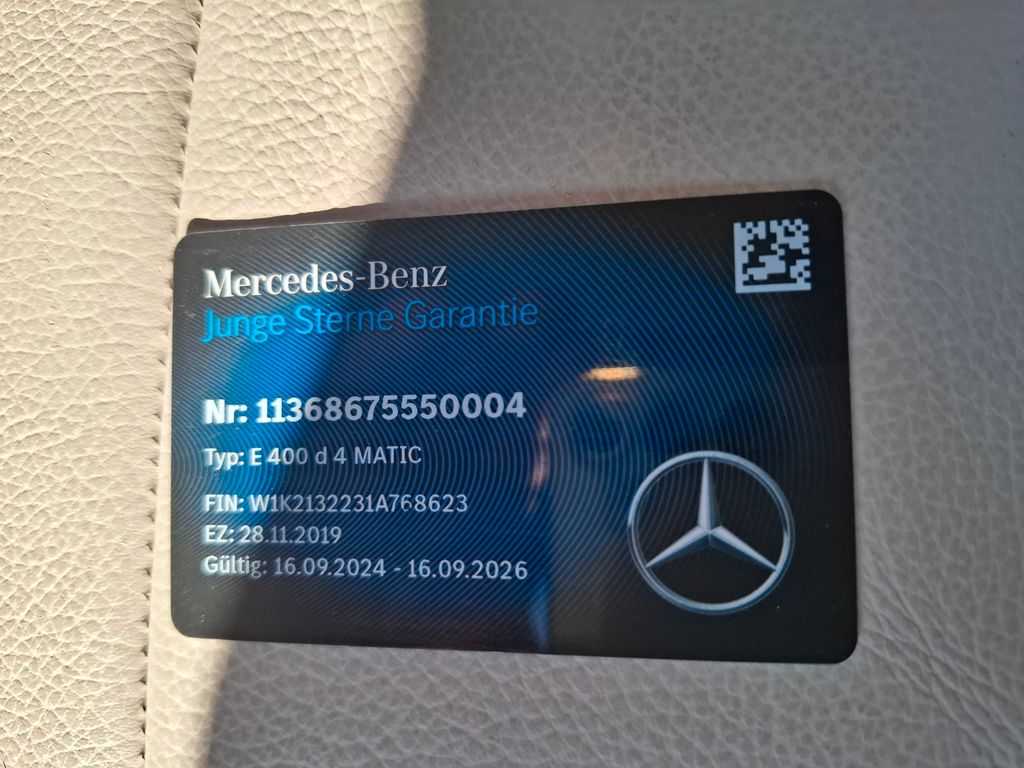 Mercedes-Benz
Junge Sterne Garantie
Nr: 11368675550004
Typ: E 400 d 4 MATIC
FIN: W1K2132231A768623
EZ: 28.11.2019
Gültig: 16.09.2024 - 16.09.2026